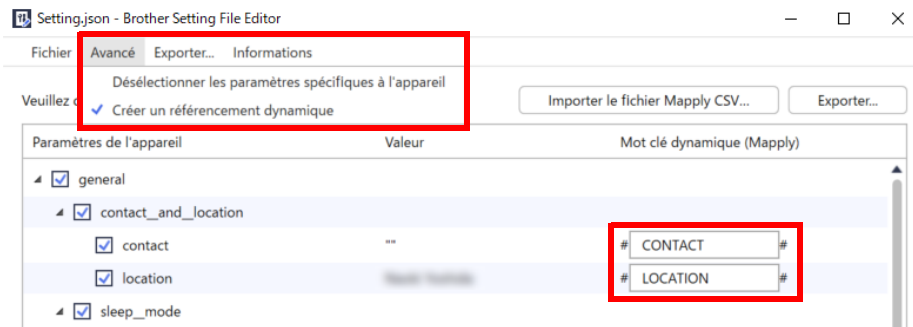 Setting.json - Brother Setting File Editor
Fichier Avancé Exporter... Informations
Désélectionner les paramètres spécifiques à l'appareil
Veuillez
Créer un référencement dynamique
Importer le fichier Mapply CSV... Exporter...
Paramètres de l'appareil Valeur Mot clé dynamique (Mapply)
general
contact__and__location
contact "" # CONTACT #
location # LOCATION #
sleep__mode